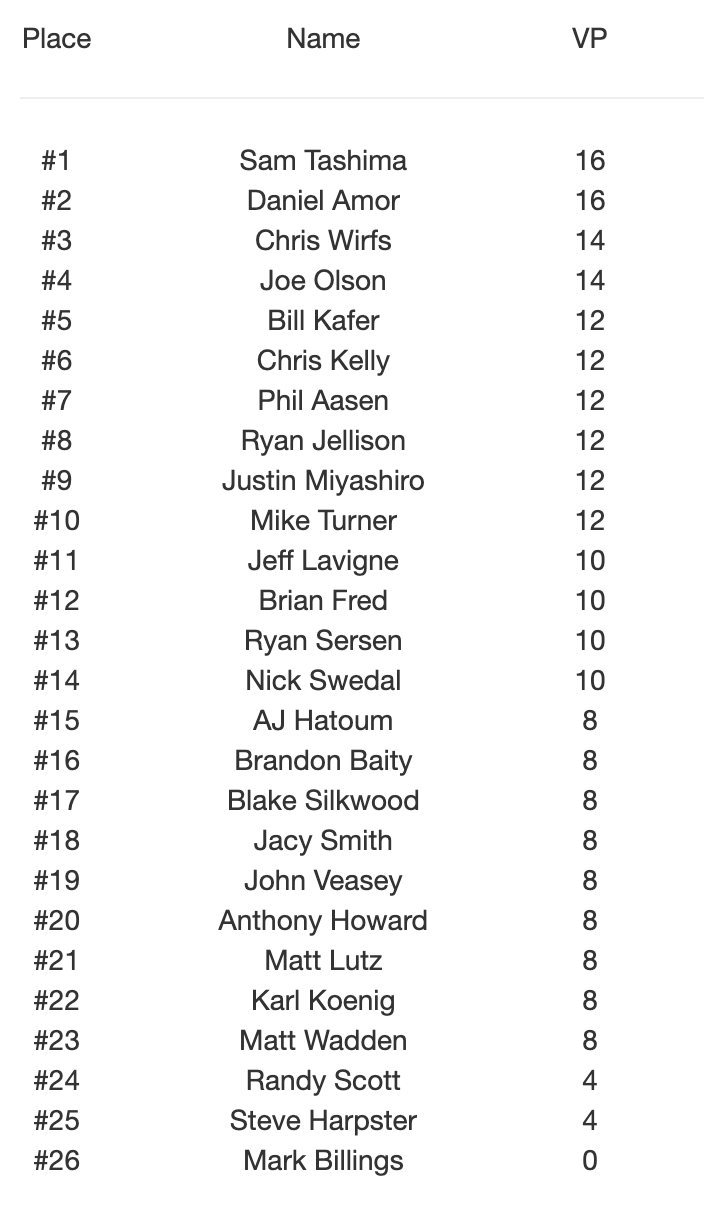 Place Name VP
#1 Sam Tashima 16
#2 Daniel Amor 16
#3 Chris Wirfs 14
#4 Joe Olson 14
#5 Bill Kafer 12
#6 Chris Kelly 12
#7 Phil Aasen 12
#8 Ryan Jellison 12
#9 Justin Miyashiro 12
#10 Mike Turner 12
#11 Jeff Lavigne 10
#12 Brian Fred 10
#13 Ryan Sersen 10
#14 Nick Swedal 10
#15 AJ Hatoum 8
#16 Brandon Baity 8
#17 Blake Silkwood 8
#18 Jacy Smith 8
#19 John Veasey 8
#20 Anthony Howard 8
#21 Matt Lutz 8
#22 Karl Koenig 8
#23 Matt Wadden 8
#24 Randy Scott 4
#25 Steve Harpster 4
#26 Mark Billings 0